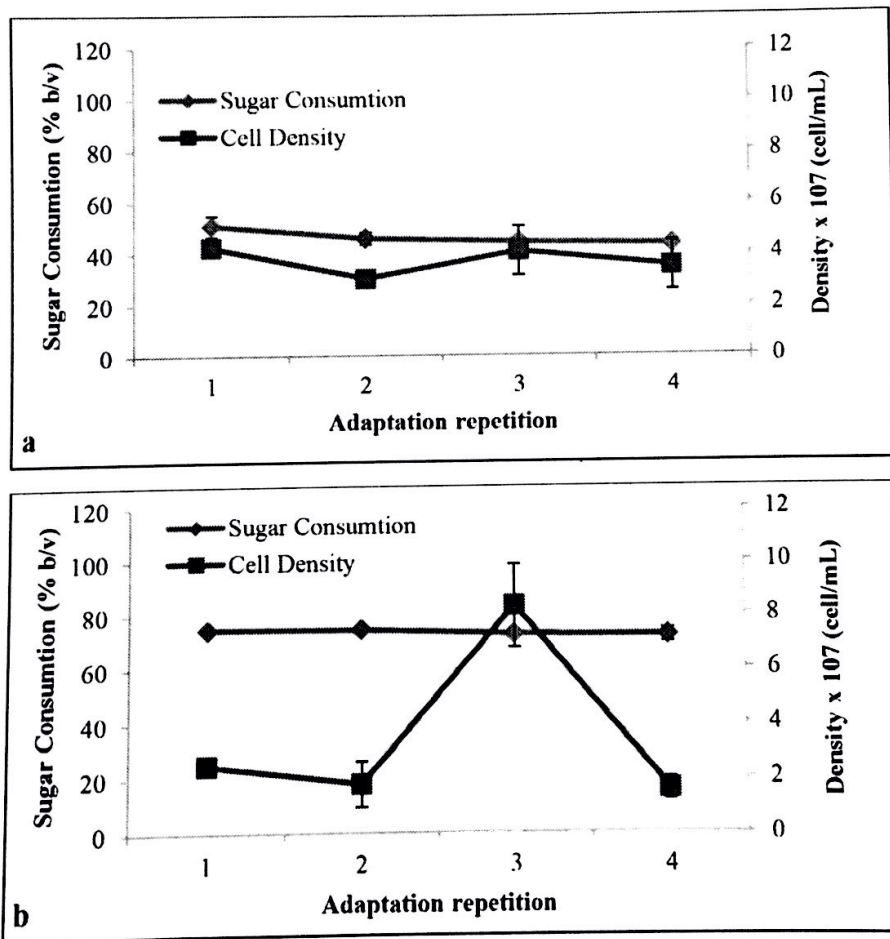 120
100
80
60
40
20
0
Sugar Consumtion (% b/v)
Sugar Consumtion
Cell Density
12
10
8
6
4
2
0
Density x 107 (cell/mL)
1 2 3 4
Adaptation repetition
a
120
100
80
60
40
20
0
Sugar Consumtion (% b/v)
Sugar Consumtion
Cell Density
12
10
8
6
4
2
0
Density x 107 (cell/mL)
1 2 3 4
Adaptation repetition
b